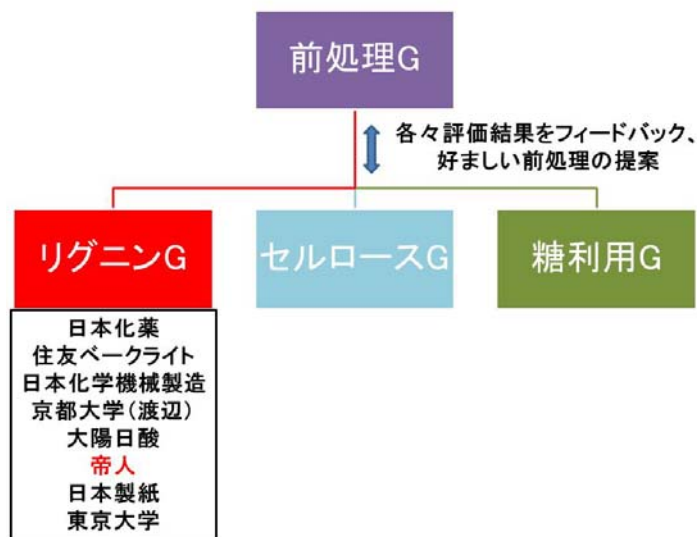 前処理G
各々評価結果をフィードバック、
好ましい前処理の提案
リグニンG
セルロースG
糖利用G
日本化薬
住友ベークライト
日本化学機械製造
京都大学(渡辺)
大陽日酸
帝人
日本製紙
東京大学